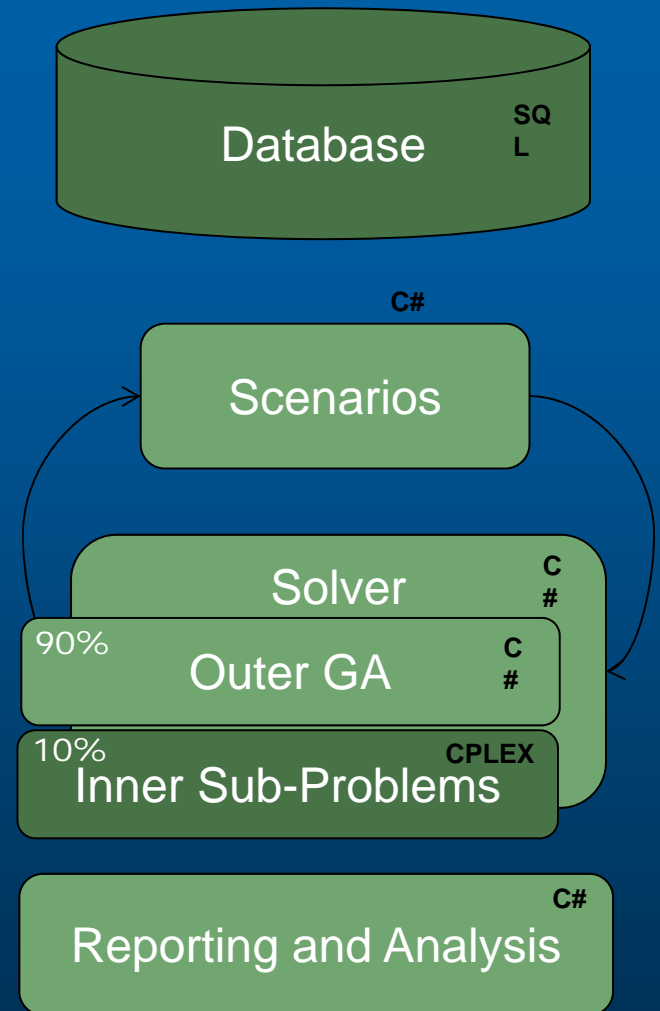 Database
SQ
L
C#
Scenarios
Solver
C
#
90%
Outer GA
C
#
10%
CPLEX
Inner Sub-Problems
C#
Reporting and Analysis